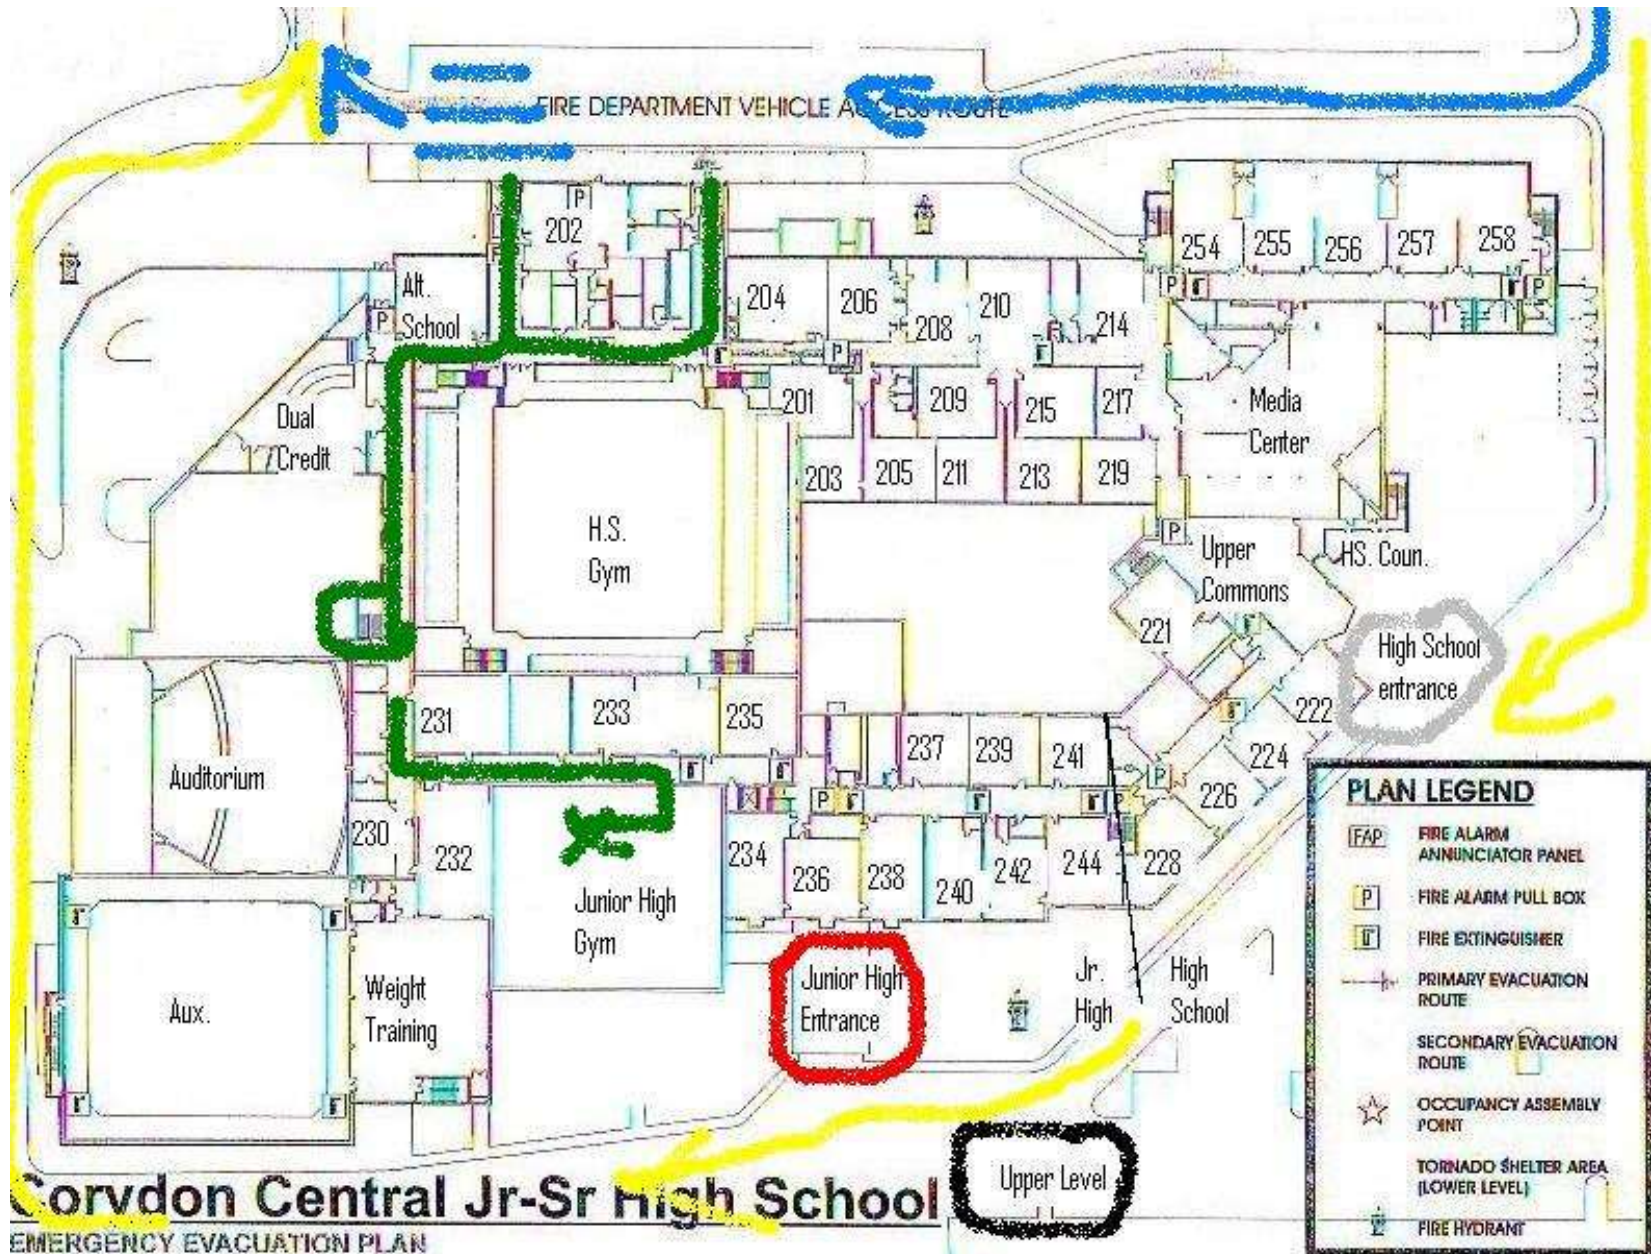 FIRE DEPARTMENT VEHICLE ACCESS ROUTE
P
202
254
255
256
257
258
Alt.
School
204
206
208
210
214
P
P
P
P
Dual
Credit
201
209
215
217
Media
Center
203
205
211
213
219
H.S.
Gym
P
Upper
Commons
HS. Coun.
221
High School
entrance
231
233
235
222
237
239
241
224
Auditorium
P
226
P
P
230
232
234
236
238
240
242
244
228
Junior High
Gym
Junior High
Entrance
Jr.
High
High
School
Aux.
Weight
Training
Upper Level
PLAN LEGEND
FAP
FIRE ALARM
ANNUNCIATOR PANEL
P
FIRE ALARM PULL BOX
FIRE EXTINGUISHER
PRIMARY EVACUATION
ROUTE
SECONDARY EVACUATION
ROUTE
OCCUPANCY ASSEMBLY
POINT
TORNADO SHELTER AREA
(LOWER LEVEL)
FIRE HYDRANT
Corydon Central Jr-Sr High School
EMERGENCY EVACUATION PLAN